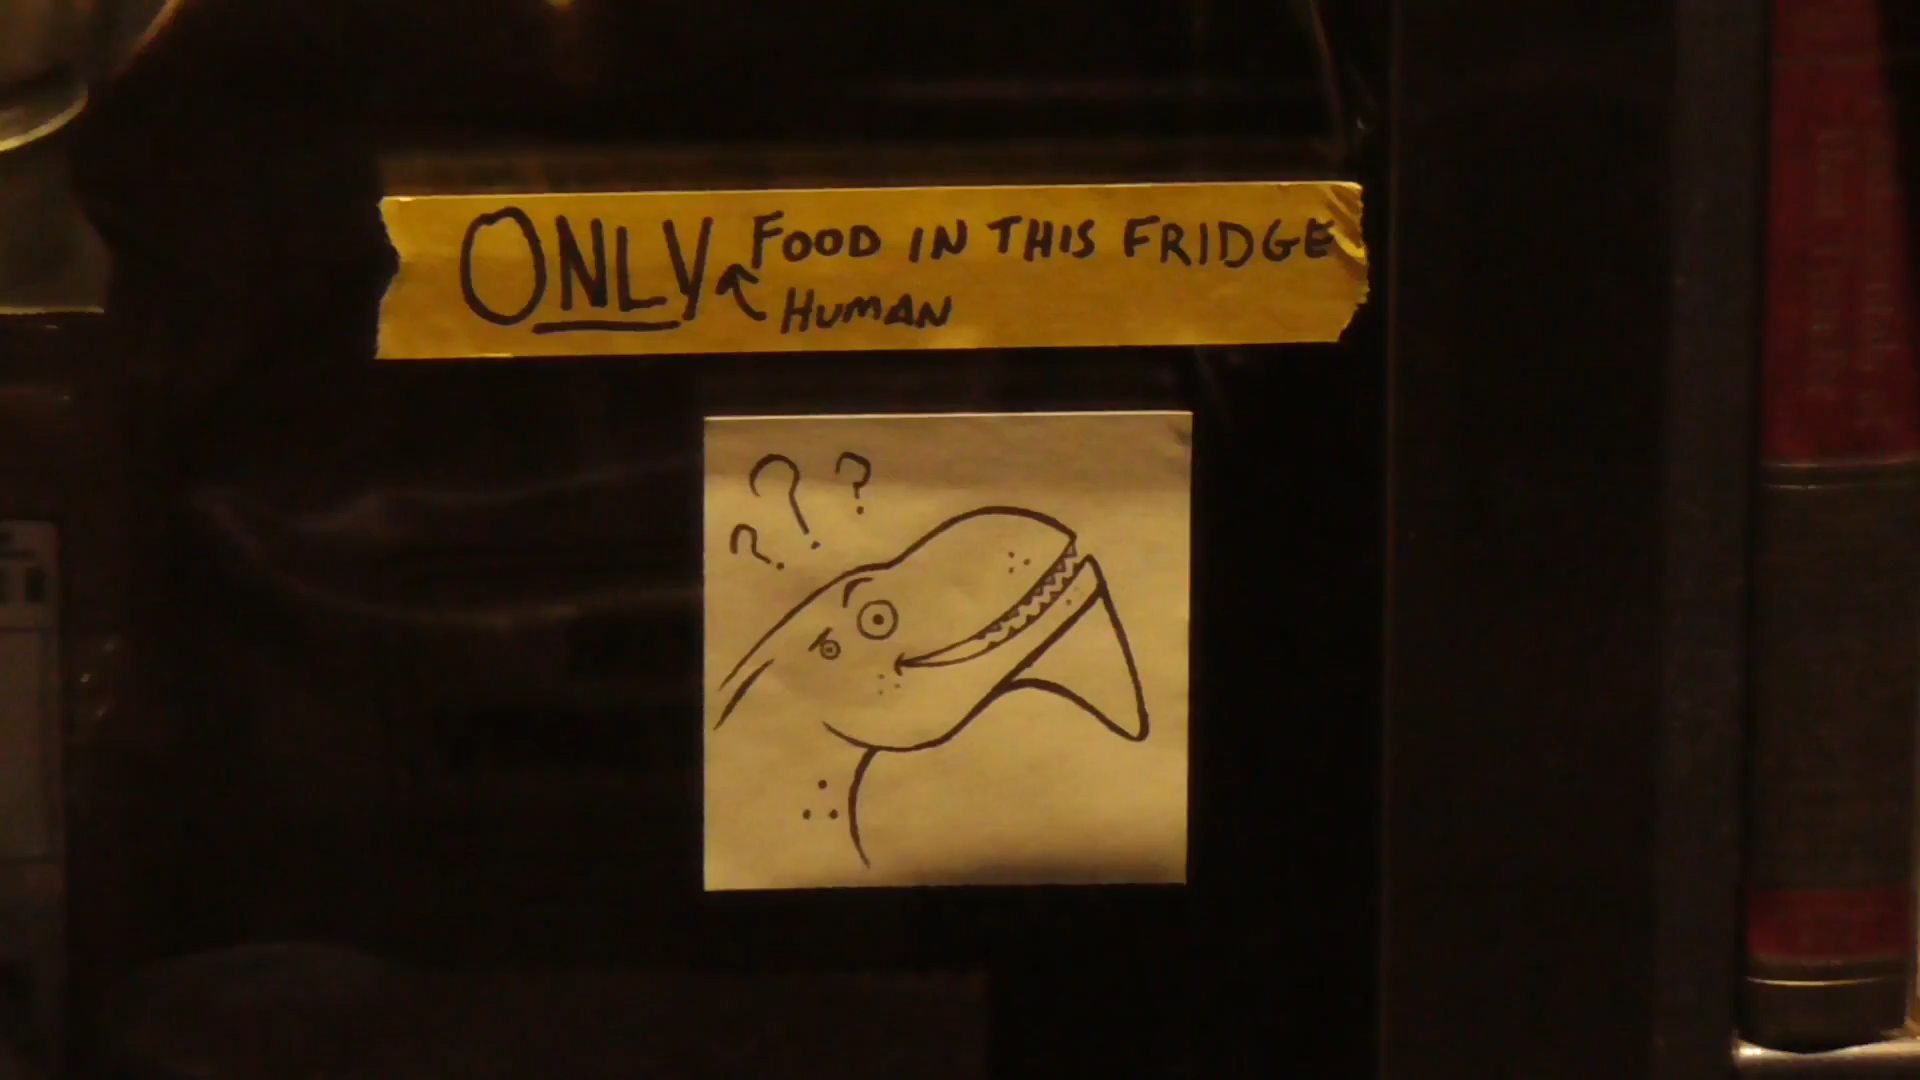 ONLY FOOD IN THIS FRIDGE
HUMAN
? ? ?